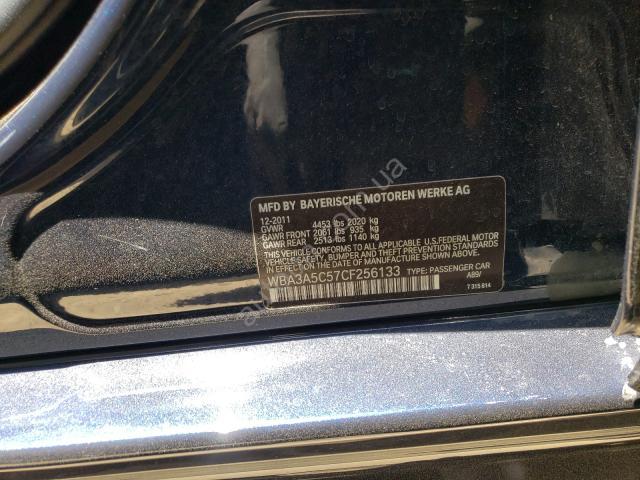 MFD BY BAYERISCHE MOTOREN WERKE AG
12-2011
GVWR 4453 lbs 2020 kg
GAWR FRONT 2061 lbs 935 kg
GAWR REAR 2513 lbs 1140 kg
THIS VEHICLE CONFORMS TO ALL APPLICABLE U.S.FEDERAL MOTOR
VEHICLE SAFETY, BUMPER AND THEFT PREVENTION STANDARDS
IN EFFECT ON THE DATE OF MANUFACTURE SHOWN ABOVE.
WBA3A5C57CF256133 TYPE: PASSENGER CAR
A89/
7 315 614